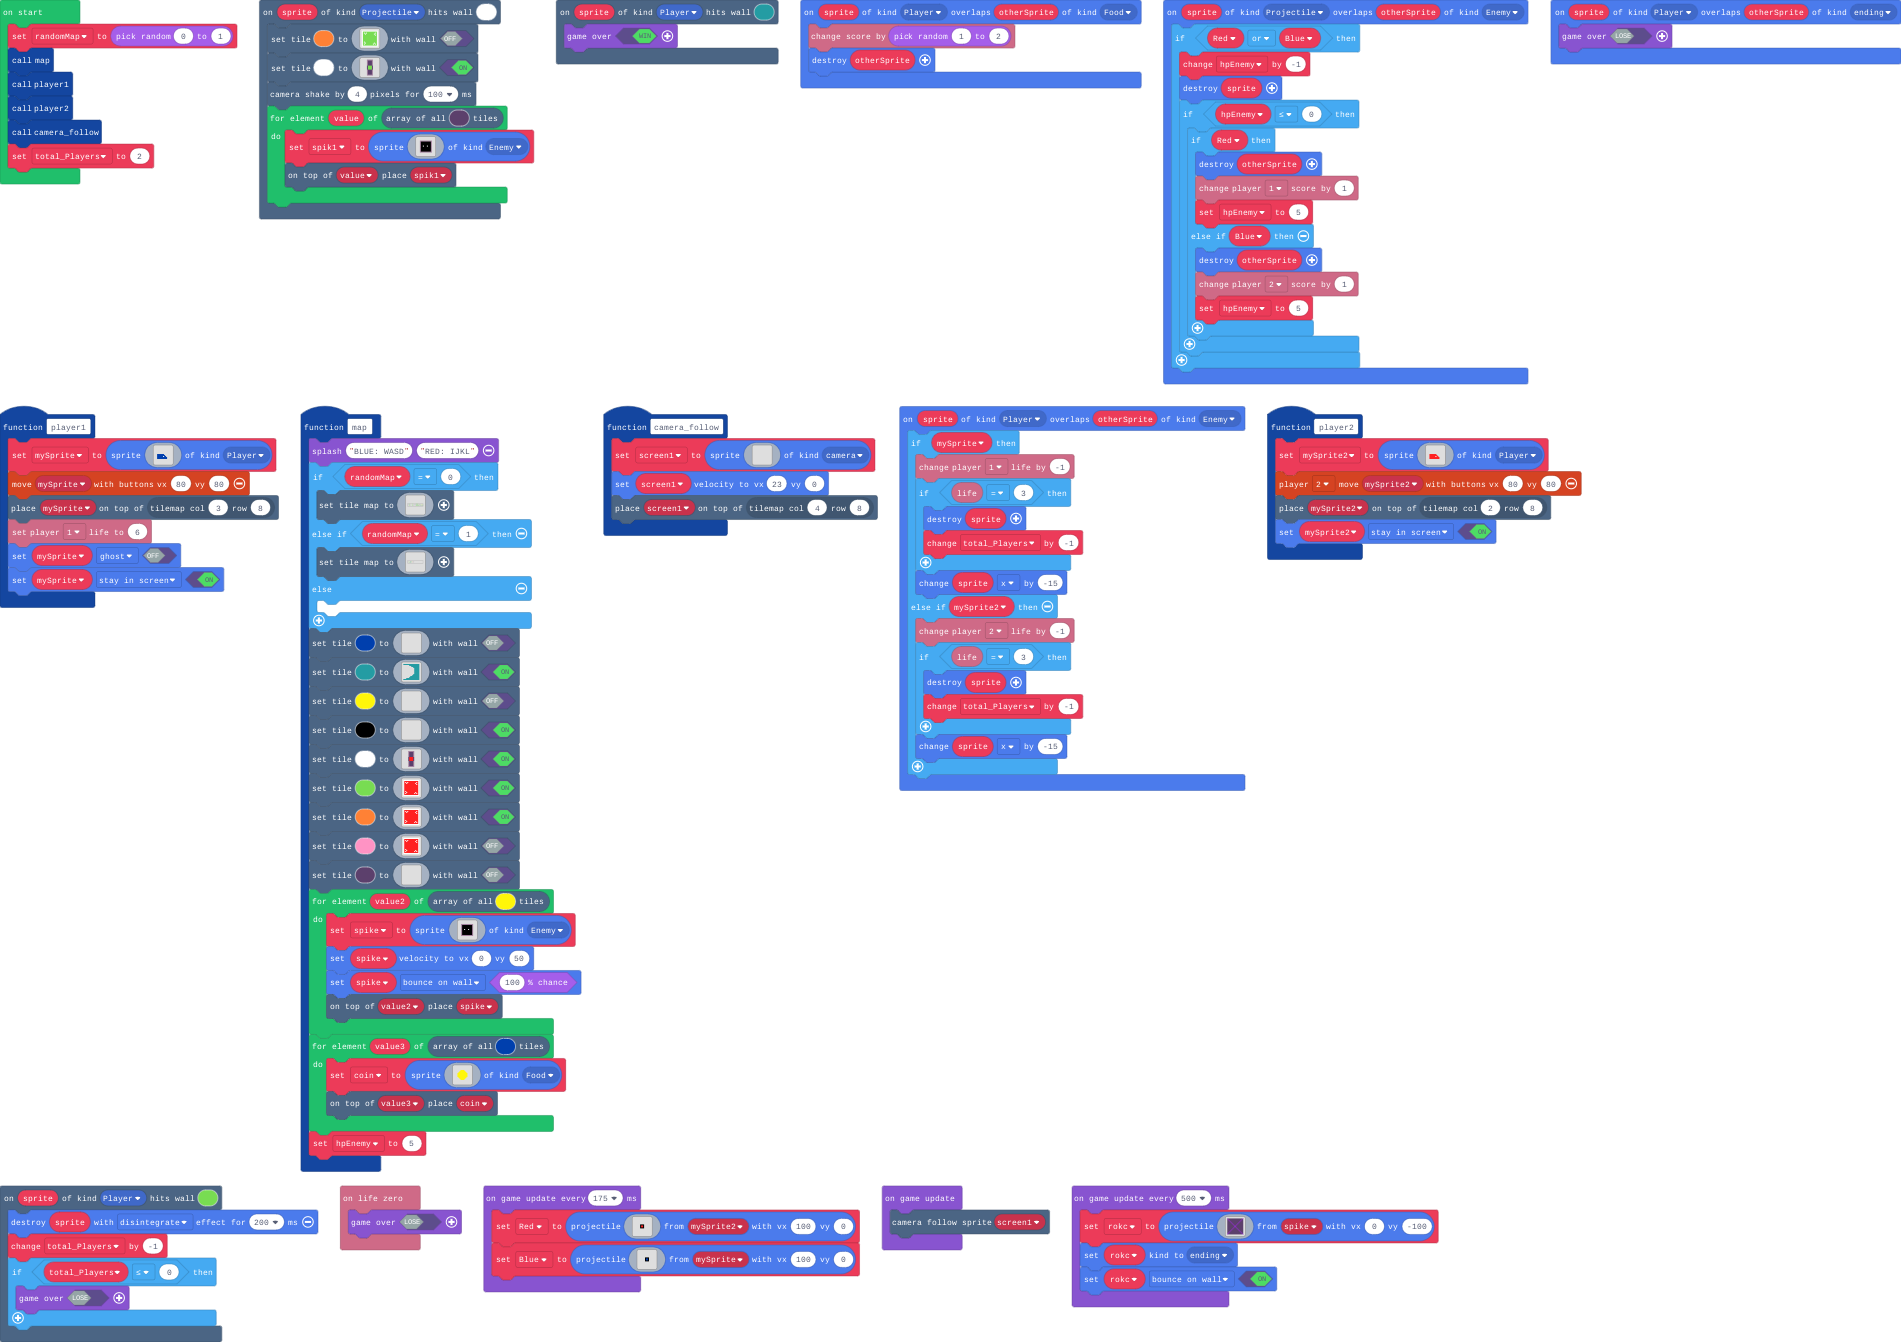 on start
set randomMap to pick random 0 to 1
call map
call player1
call player2
call camera_follow
set total_Players to 2
on sprite of kind Projectile hits wall
set tile to with wall OFF
set tile to with wall ON
camera shake by 4 pixels for 100 ms
for element value of array of all tiles
do
set spik1 to sprite of kind Enemy
on top of value place spik1
on sprite of kind Player hits wall
game over WIN
on sprite of kind Player overlaps otherSprite of kind Food
change score by pick random 1 to 2
destroy otherSprite
on sprite of kind Projectile overlaps otherSprite of kind Enemy
if Red or Blue then
change hpEnemy by -1
destroy sprite
if hpEnemy ≤ 0 then
if Red then
destroy otherSprite
change player 1 score by 1
set hpEnemy to 5
else if Blue then
destroy otherSprite
change player 2 score by 1
set hpEnemy to 5
on sprite of kind Player overlaps otherSprite of kind ending
game over LOSE
function player1
set mySprite to sprite of kind Player
move mySprite with buttons vx 80 vy 80
place mySprite on top of tilemap col 3 row 8
set player 1 life to 6
set mySprite ghost OFF
set mySprite stay in screen ON
function map
splash "BLUE: WASD" "RED: IJKL"
if randomMap = 0 then
set tile map to
else if randomMap = 1 then
set tile map to
else
set tile to with wall OFF
set tile to with wall ON
set tile to with wall OFF
set tile to with wall ON
set tile to with wall ON
set tile to with wall ON
set tile to with wall ON
set tile to with wall OFF
set tile to with wall OFF
for element value2 of array of all tiles
do
set spike to sprite of kind Enemy
set spike velocity to vx 0 vy 50
set spike bounce on wall 100 % chance
on top of value2 place spike
for element value3 of array of all tiles
do
set coin to sprite of kind Food
on top of value3 place coin
set hpEnemy to 5
function camera_follow
set screen1 to sprite of kind camera
set screen1 velocity to vx 23 vy 0
place screen1 on top of tilemap col 4 row 8
on sprite of kind Player overlaps otherSprite of kind Enemy
if mySprite then
change player 1 life by -1
if life = 3 then
destroy sprite
change total_Players by -1
change sprite x by -15
else if mySprite2 then
change player 2 life by -1
if life = 3 then
destroy sprite
change total_Players by -1
change sprite x by -15
function player2
set mySprite2 to sprite of kind Player
player 2 move mySprite2 with buttons vx 80 vy 80
place mySprite2 on top of tilemap col 2 row 8
set mySprite2 stay in screen ON
on sprite of kind Player hits wall
destroy sprite with disintegrate effect for 200 ms
change total_Players by -1
if total_Players ≤ 0 then
game over LOSE
on life zero
game over LOSE
on game update every 175 ms
set Red to projectile from mySprite2 with vx 100 vy 0
set Blue to projectile from mySprite with vx 100 vy 0
on game update
camera follow sprite screen1
on game update every 500 ms
set rokc to projectile from spike with vx 0 vy -100
set rokc kind to ending
set rokc bounce on wall ON